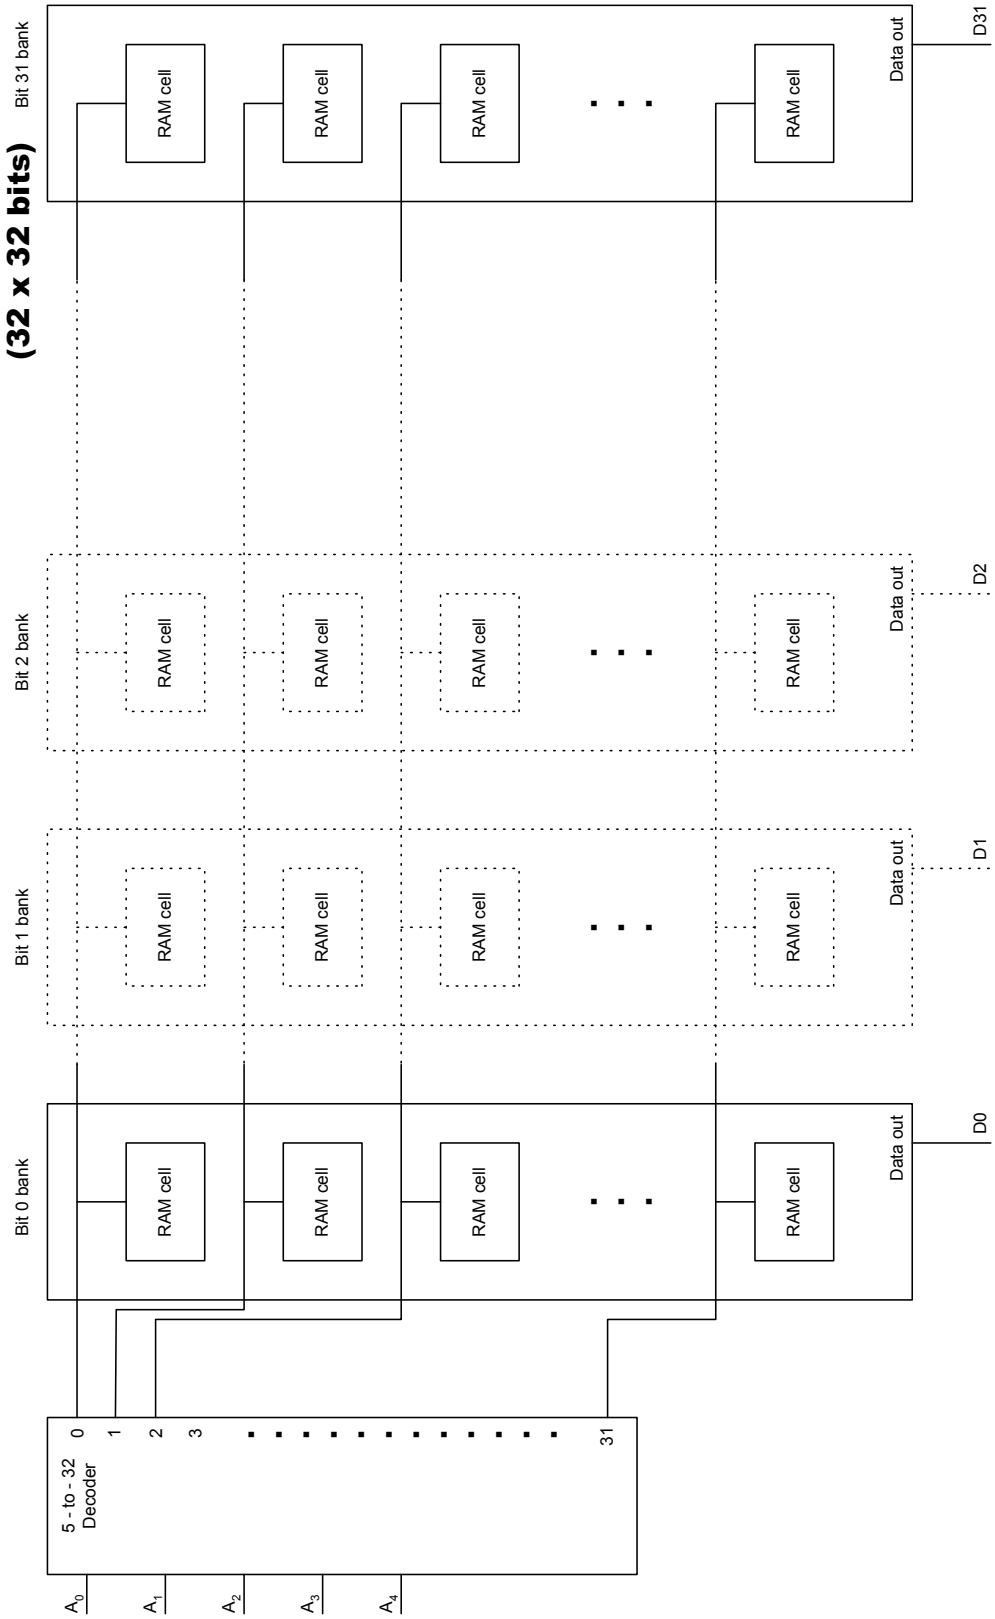 (32 x 32 bits)
5 - to - 32
Decoder
A0
A1
A2
A3
A4
0
1
2
3
31
Bit 0 bank
RAM cell
RAM cell
RAM cell
RAM cell
Data out
D0
Bit 1 bank
RAM cell
RAM cell
RAM cell
RAM cell
Data out
D1
Bit 2 bank
RAM cell
RAM cell
RAM cell
RAM cell
Data out
D2
Bit 31 bank
RAM cell
RAM cell
RAM cell
RAM cell
Data out
D31